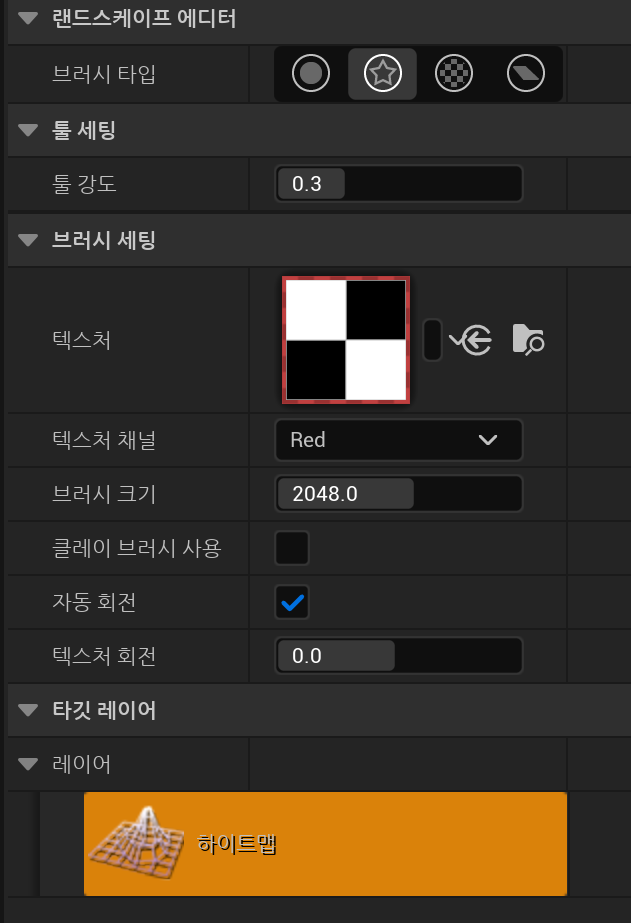 랜드스케이프 에디터
브러시 타입
툴 세팅
툴 강도
0.3
브러시 세팅
텍스처
텍스처 채널
Red
브러시 크기
2048.0
클레이 브러시 사용
자동 회전
텍스처 회전
0.0
타깃 레이어
레이어
하이트맵